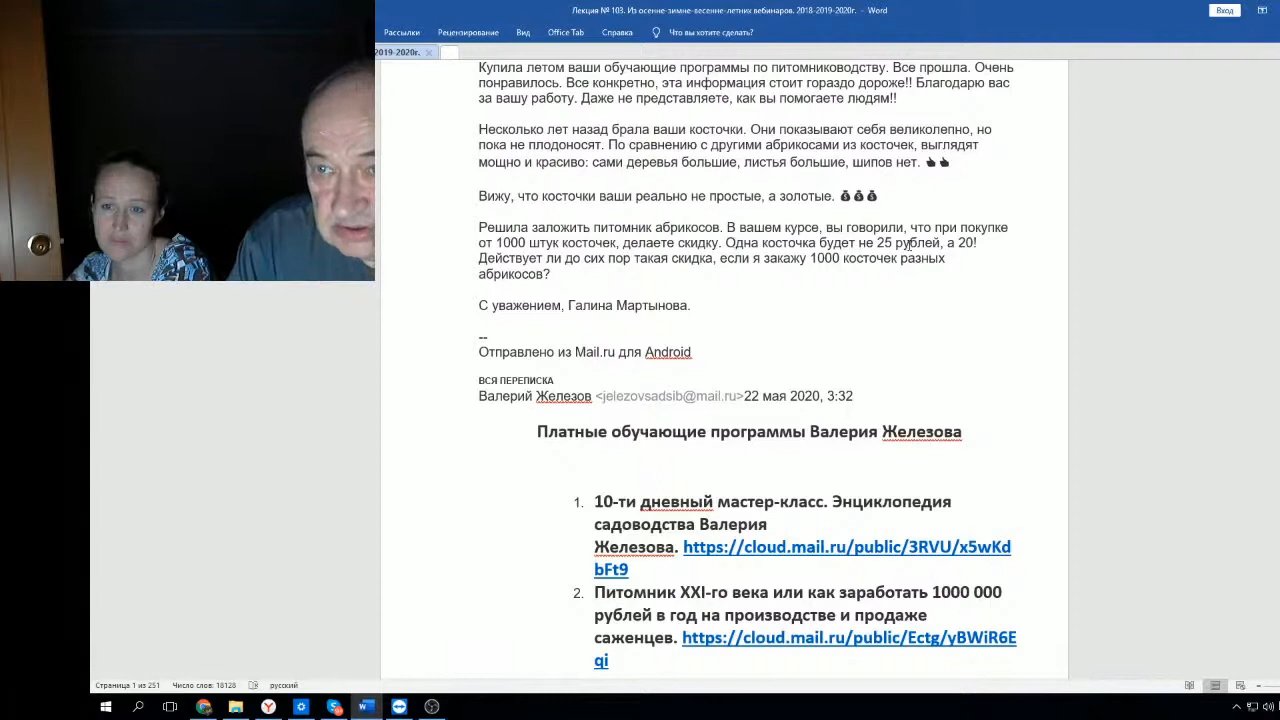 Лекция № 103. Из осенне-зимне-весенне-летних вебинаров. 2018-2019-2020г. - Word
Вход
Рассылки Рецензирование Вид Office Tab Справка Что вы хотите сделать?
2019-2020г.
Купила летом ваши обучающие программы по питомниководству. Все прошла. Очень
понравилось. Все конкретно, эта информация стоит гораздо дороже!! Благодарю вас
за вашу работу. Даже не представляете, как вы помогаете людям!!
Несколько лет назад брала ваши косточки. Они показывают себя великолепно, но
пока не плодоносят. По сравнению с другими абрикосами из косточек, выглядят
мощно и красиво: сами деревья большие, листья большие, шипов нет.
Вижу, что косточки ваши реально не простые, а золотые.
Решила заложить питомник абрикосов. В вашем курсе, вы говорили, что при покупке
от 1000 штук косточек, делаете скидку. Одна косточка будет не 25 рублей, а 20!
Действует ли до сих пор такая скидка, если я закажу 1000 косточек разных
абрикосов?
С уважением, Галина Мартынова.
--
Отправлено из Mail.ru для Android
ВСЯ ПЕРЕПИСКА
Валерий Железов <jelezovsadsib@mail.ru>22 мая 2020, 3:32
Платные обучающие программы Валерия Железова
1. 10-ти дневный мастер-класс. Энциклопедия
садоводства Валерия
Железова. https://cloud.mail.ru/public/3RVU/x5wKd
bFt9
2. Питомник XXI-го века или как заработать 1000 000
рублей в год на производстве и продаже
саженцев. https://cloud.mail.ru/public/Ectg/yBWiR6E
qi
Страница 1 из 251 Число слов: 18128 русский